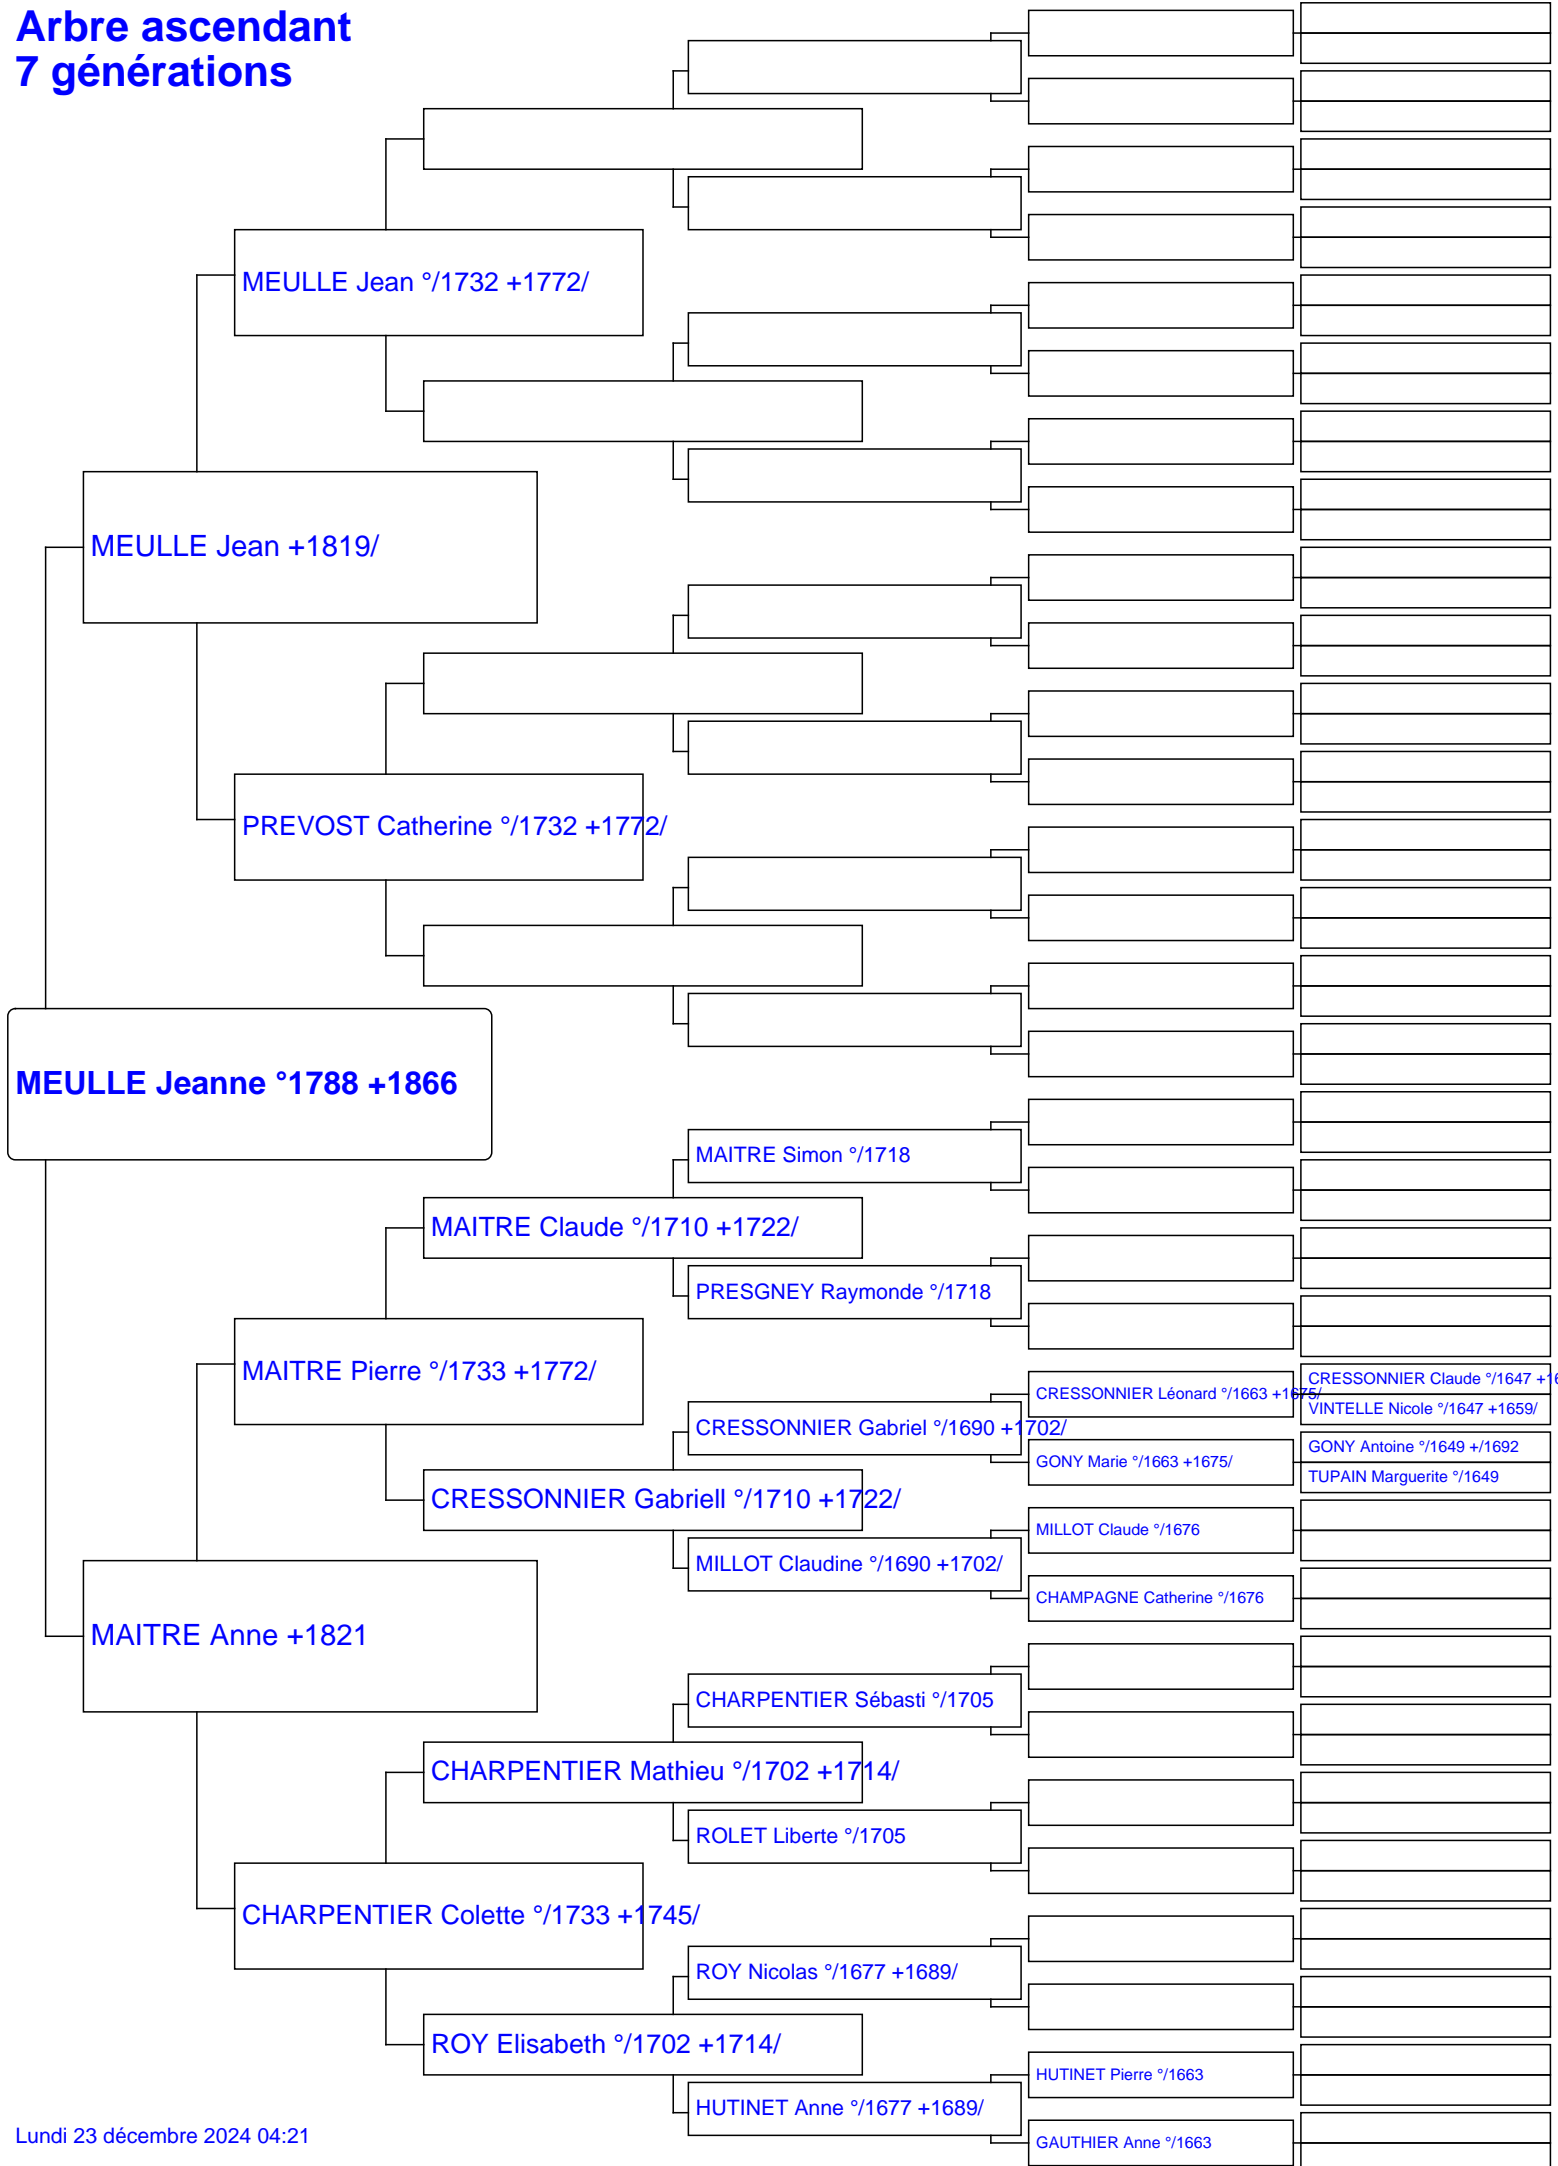 Arbre ascendant
7 générations
MEULLE Jean °/1732 +1772/
MEULLE Jean +1819/
PREVOST Catherine °/1732 +1772/
MEULLE Jeanne °1788 +1866
MAITRE Simon °/1718
MAITRE Claude °/1710 +1722/
PRESGNEY Raymonde °/1718
MAITRE Pierre °/1733 +1772/
CRESSONNIER Claude °/1647 +16
CRESSONNIER Léonard °/1663 +1675/
VINTELLE Nicole °/1647 +1659/
CRESSONNIER Gabriel °/1690 +1702/
GONY Antoine °/1649 +/1692
GONY Marie °/1663 +1675/
TUPAIN Marguerite °/1649
CRESSONNIER Gabriell °/1710 +1722/
MILLOT Claude °/1676
MILLOT Claudine °/1690 +1702/
CHAMPAGNE Catherine °/1676
MAITRE Anne +1821
CHARPENTIER Sébasti °/1705
CHARPENTIER Mathieu °/1702 +1714/
ROLET Liberte °/1705
CHARPENTIER Colette °/1733 +1745/
ROY Nicolas °/1677 +1689/
ROY Elisabeth °/1702 +1714/
HUTINET Pierre °/1663
HUTINET Anne °/1677 +1689/
GAUTHIER Anne °/1663
Lundi 23 décembre 2024 04:21